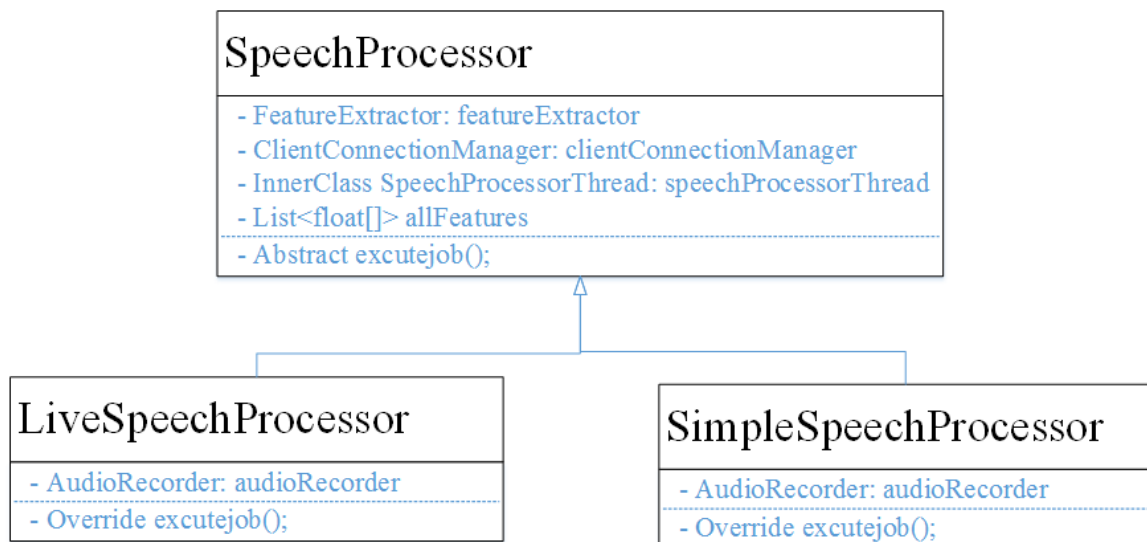 SpeechProcessor
- FeatureExtractor: featureExtractor
- ClientConnectionManager: clientConnectionManager
- InnerClass SpeechProcessorThread: speechProcessorThread
- List<float[]> allFeatures
- Abstract excutejob();
LiveSpeechProcessor
- AudioRecorder: audioRecorder
- Override excutejob();
SimpleSpeechProcessor
- AudioRecorder: audioRecorder
- Override excutejob();